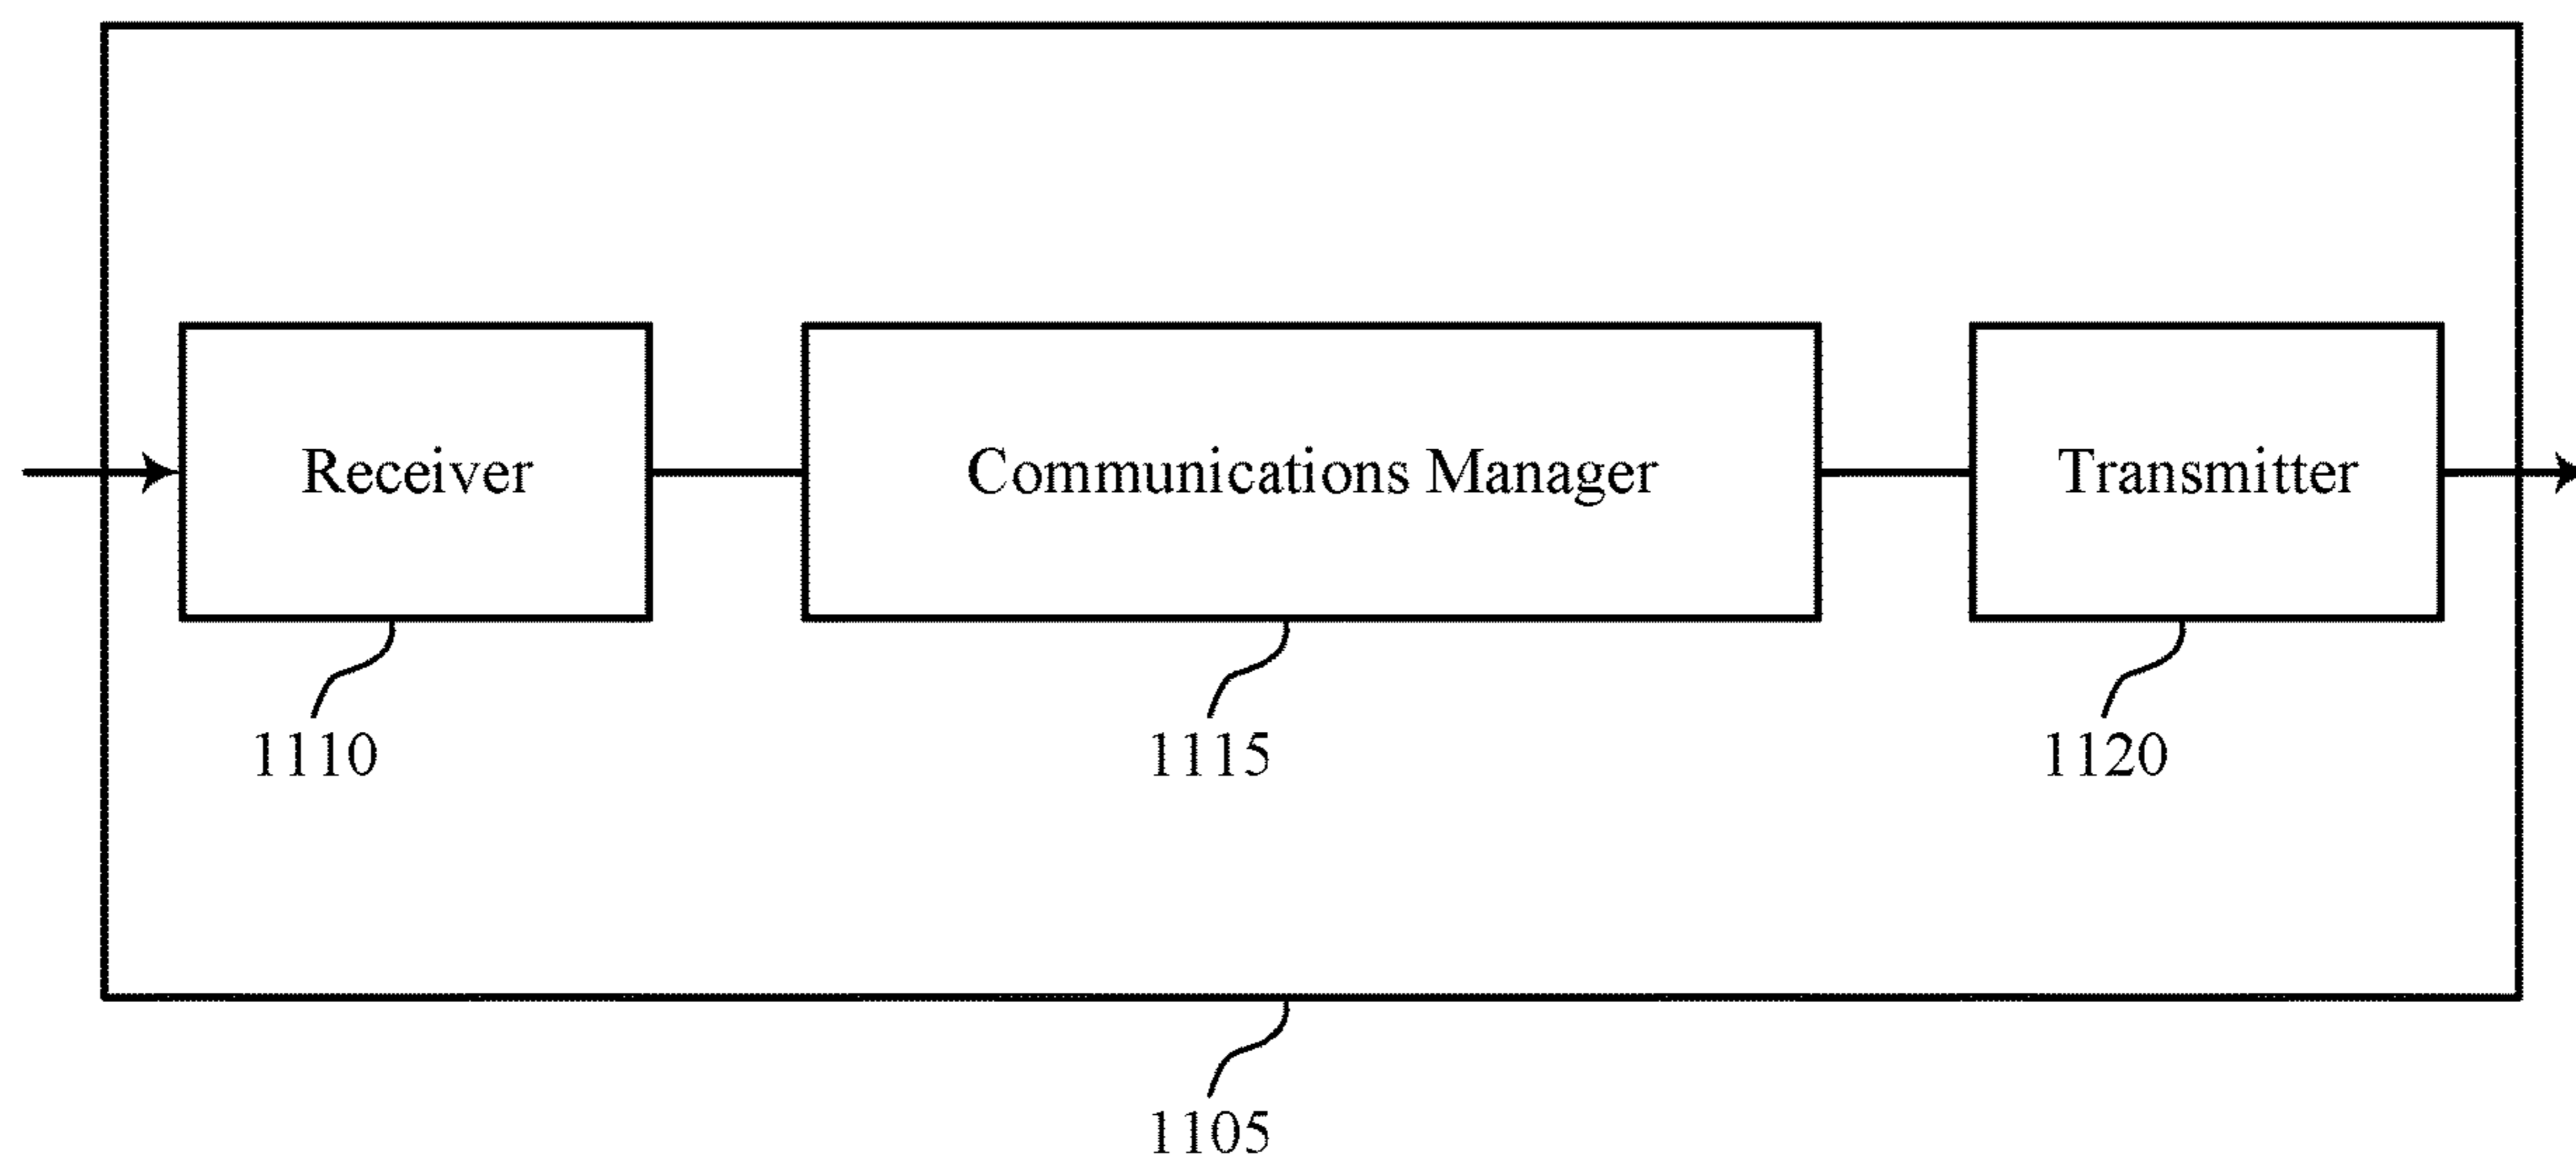 Receiver
Communications Manager
Transmitter
1110
1115
1120
1105